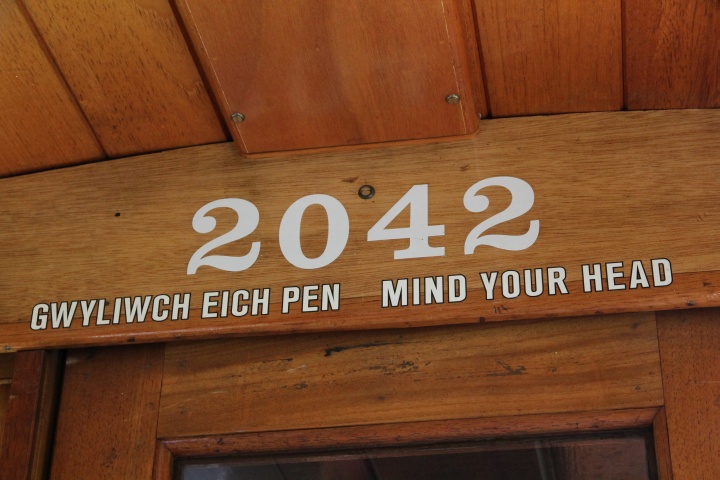 2042
GWYLIWCH EICH PEN MIND YOUR HEAD